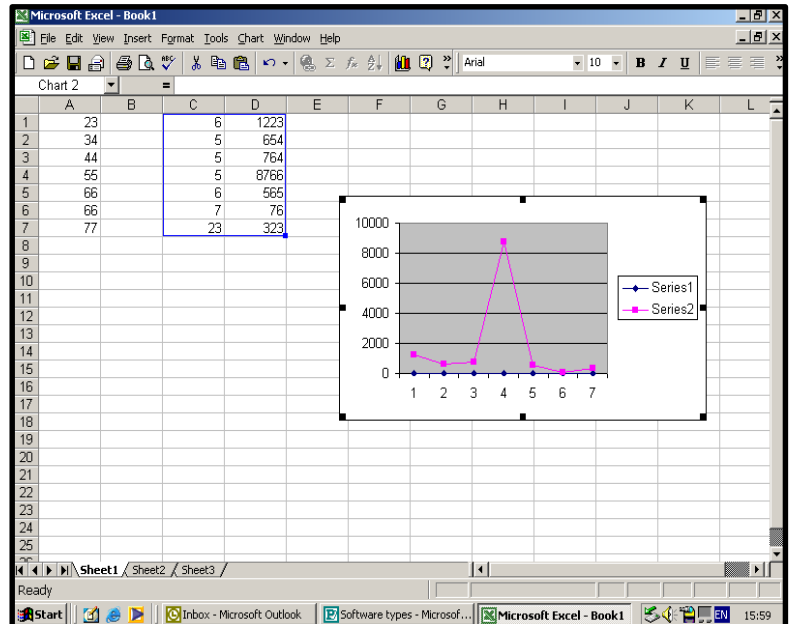 Microsoft Excel - Book1
File Edit View Insert Format Tools Chart Window Help
Arial 10 B I U
Chart 2 =
A B C D E F G H I J K L
1 23 6 1223
2 34 5 654
3 44 5 764
4 55 5 8766
5 66 6 565
6 66 7 76
7 77 23 323
8
9
10
11
12
13
14
15
16
17
18
19
20
21
22
23
24
25
10000
8000
6000
4000
2000
0
1 2 3 4 5 6 7
Series1
Series2
Sheet1 Sheet2 Sheet3
Ready
Start Inbox - Microsoft Outlook Software types - Microsof... Microsoft Excel - Book1 EN 15:59